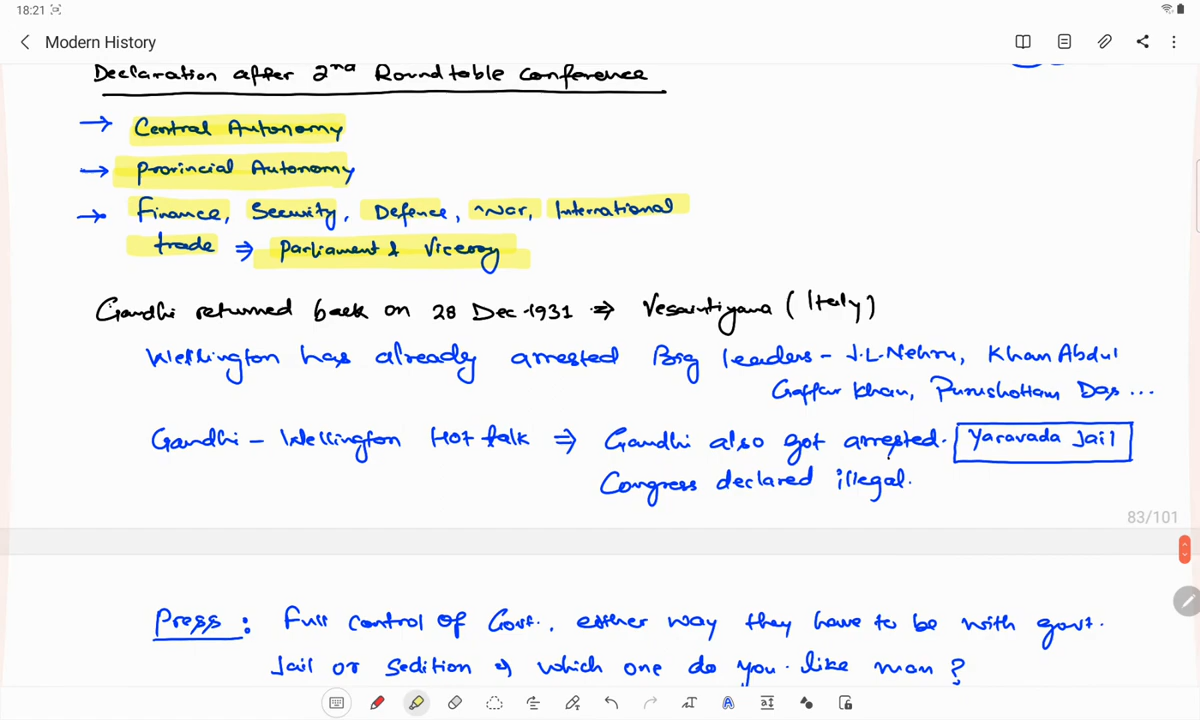 18:21
Modern History
Declaration after 2nd Roundtable Conference
→ Central Autonomy
→ Provincial Autonomy
→ Finance, Security, Defence, War, International
trade ⇒ Parliament & Viceroy
Gandhi returned back on 28 Dec-1931 ⇒ (Italy)
Wellington has already arrested Big leaders - J.L.Nehru, Khan Abdul
Gaffar Khan, Purushottam Das ...
Gandhi - Wellington Hot talk ⇒ Gandhi also got arrested. Yaravada Jail
Congress declared illegal.
83/101
Press : Full control of Govt., either way they have to be with govt.
Jail or Sedition which one do you like man?